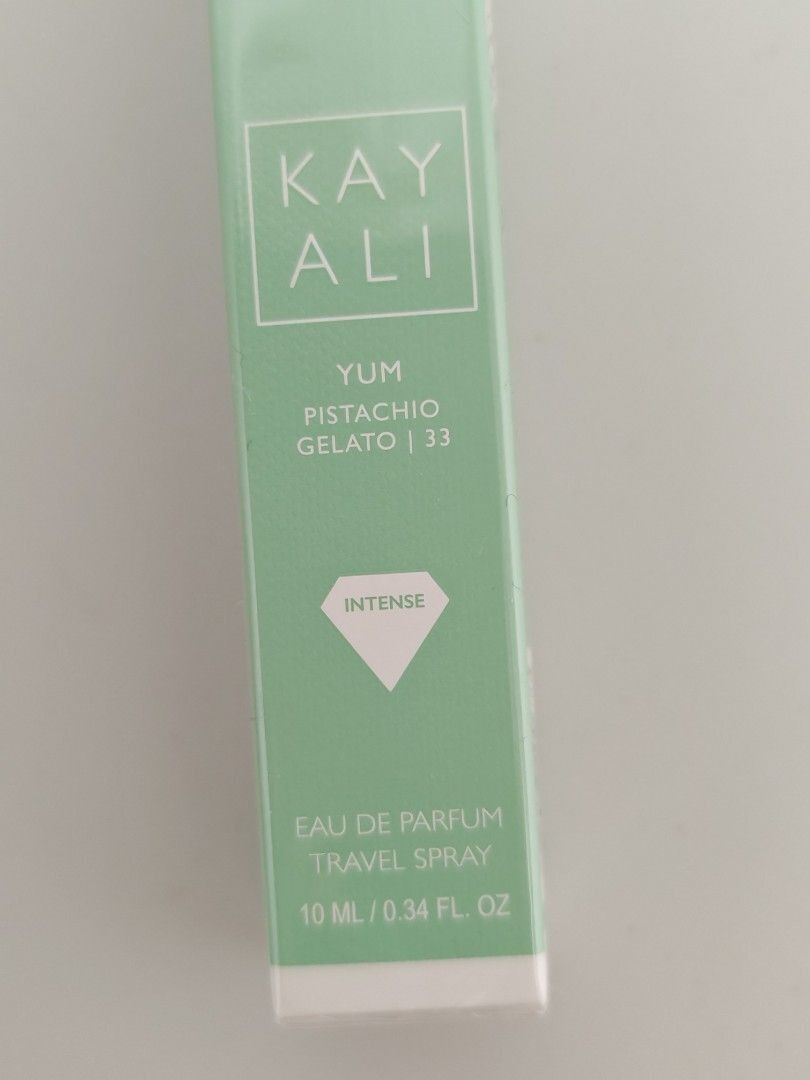 KAY
ALI
YUM
PISTACHIO
GELATO | 33
INTENSE
EAU DE PARFUM
TRAVEL SPRAY
10 ML / 0.34 FL. OZ